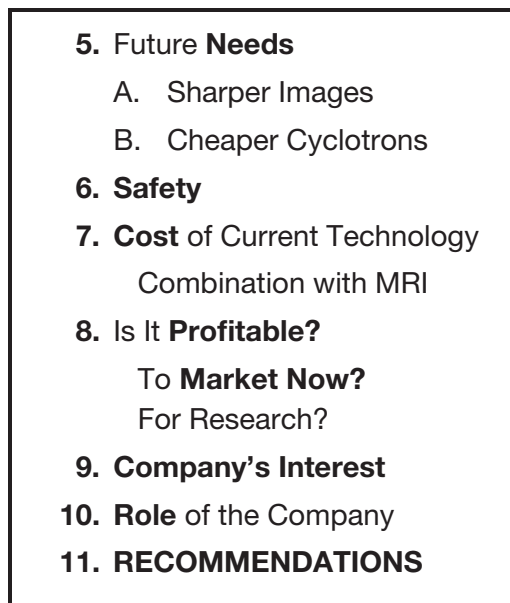 5. Future Needs
A. Sharper Images
B. Cheaper Cyclotrons
6. Safety
7. Cost of Current Technology
Combination with MRI
8. Is It Profitable?
To Market Now?
For Research?
9. Company’s Interest
10. Role of the Company
11. RECOMMENDATIONS